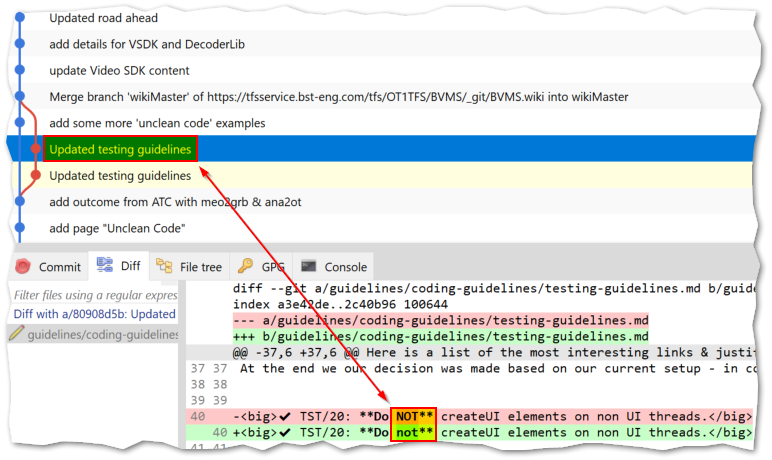 Updated road ahead
add details for VSDK and DecoderLib
update Video SDK content
Merge branch 'wikiMaster' of https://tfsservice.bst-eng.com/tfs/OT1TFS/BVMS/_git/BVMS.wiki into wikiMaster
add some more 'unclean code' examples
Updated testing guidelines
Updated testing guidelines
add outcome from ATC with meo2grb & ana2ot
add page "Unclean Code"
Commit Diff File tree GPG Console
Filter files using a regular expres
Diff with a/80908d5b: Updated
guidelines/coding-guidelines
diff --git a/guidelines/coding-guidelines/testing-guidelines.md b/guide
index a3e42de..2c40b96 100644
--- a/guidelines/coding-guidelines/testing-guidelines.md
+++ b/guidelines/coding-guidelines/testing-guidelines.md
@@ -37,6 +37,6 @@ Here is a list of the most interesting links & justi
37 37 At the end we our decision was made based on our current setup - in co
38 38
39 39
40 -<big>✔ TST/20: **Do NOT** createUI elements on non UI threads.</big>
40 +<big>✔ TST/20: **Do not** createUI elements on non UI threads.</big>
41 41